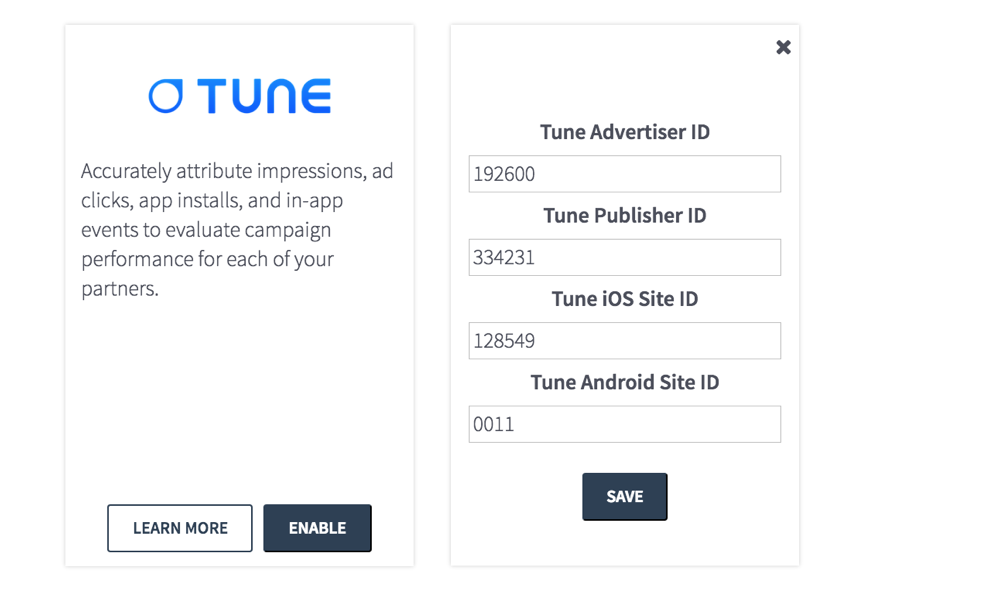 TUNE
Accurately attribute impressions, ad
clicks, app installs, and in-app
events to evaluate campaign
performance for each of your
partners.
LEARN MORE
ENABLE
Tune Advertiser ID
192600
Tune Publisher ID
334231
Tune iOS Site ID
128549
Tune Android Site ID
0011
SAVE